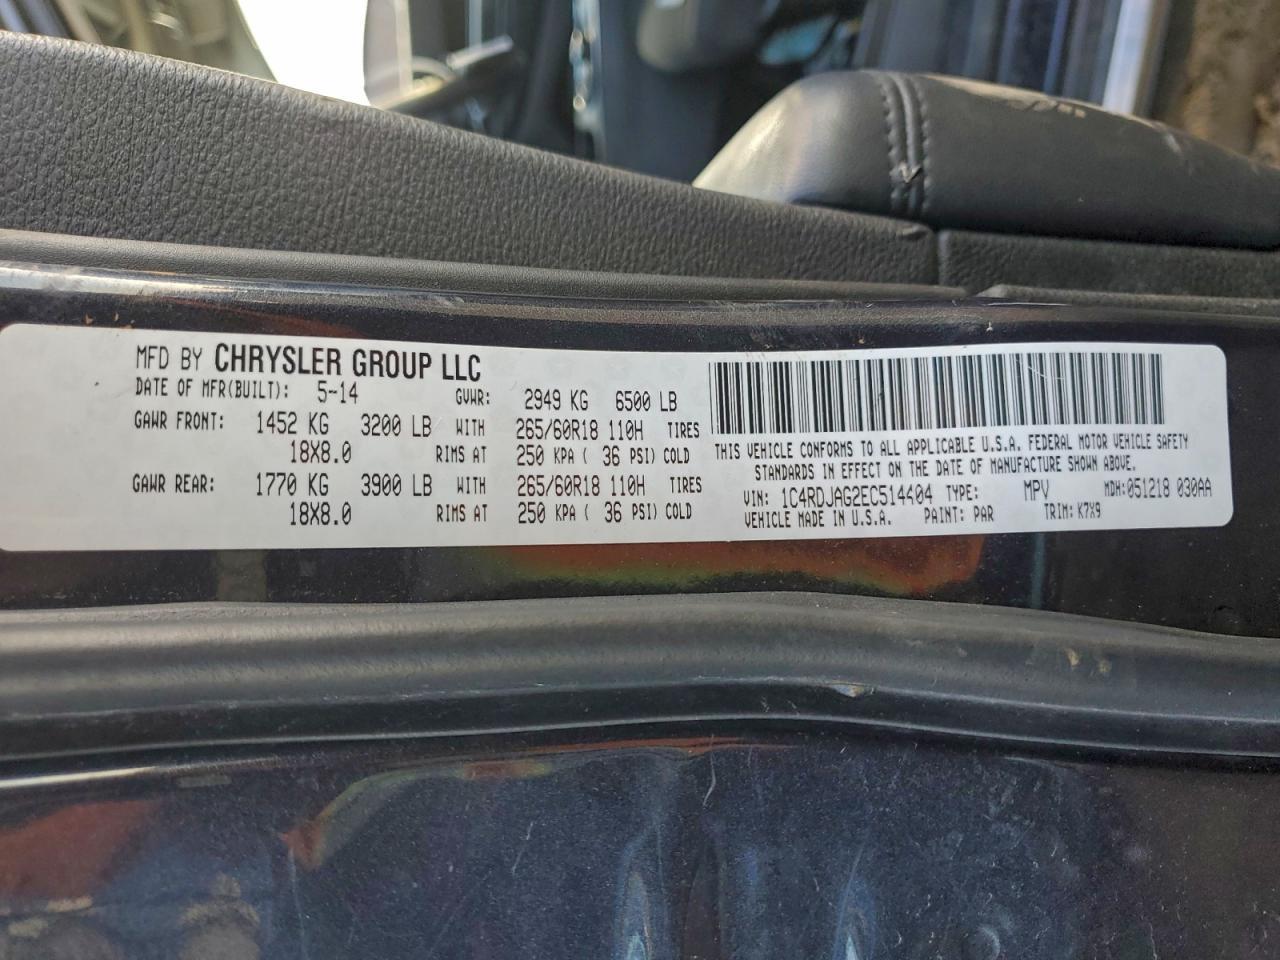 MFD BY CHRYSLER GROUP LLC
DATE OF MFR(BUILT): 5-14 GVWR: 2949 KG 6500 LB
GAWR FRONT: 1452 KG 3200 LB WITH 265/60R18 110H TIRES
18X8.0 RIMS AT 250 KPA ( 36 PSI) COLD
GAWR REAR: 1770 KG 3900 LB WITH 265/60R18 110H TIRES
18X8.0 RIMS AT 250 KPA ( 36 PSI) COLD
THIS VEHICLE CONFORMS TO ALL APPLICABLE U.S.A. FEDERAL MOTOR VEHICLE SAFETY
STANDARDS IN EFFECT ON THE DATE OF MANUFACTURE SHOWN ABOVE.
VIN: 1C4RDJAG2EC514404 TYPE: MPV MDH:051218 030AA
VEHICLE MADE IN U.S.A. PAINT: PAR TRIM: K7X9